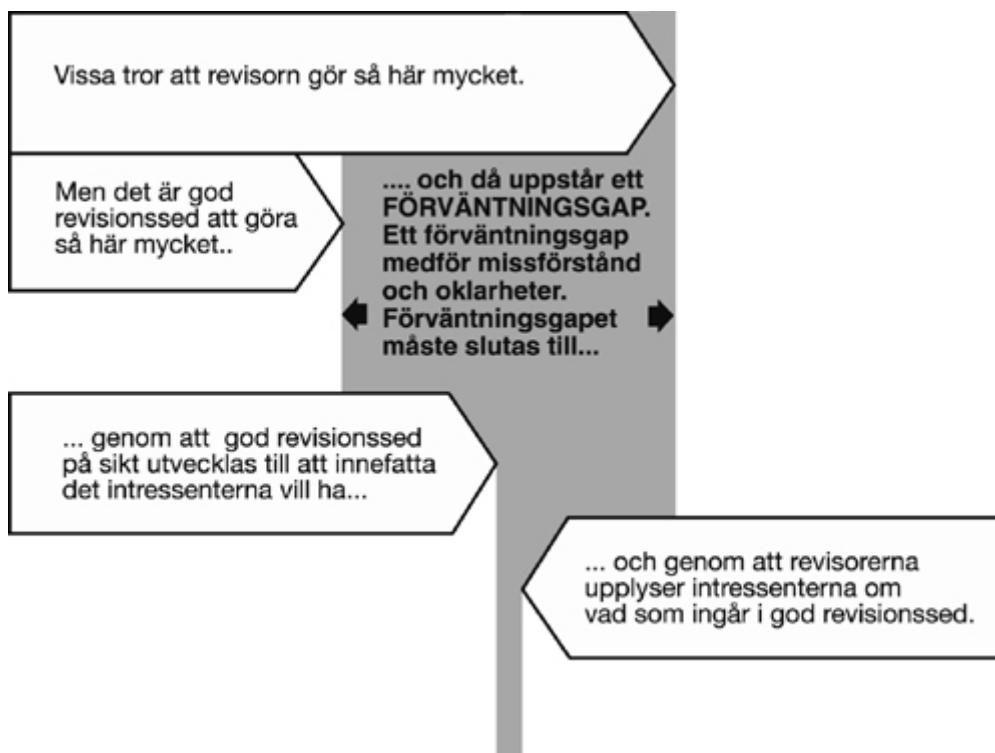 Vissa tror att revisorn gör så här mycket.
Men det är god
revisionssed att göra
så här mycket..
.... och då uppstår ett
FÖRVÄNTNINGSGAP.
Ett förväntningsgap
medför missförstånd
och oklarheter.
Förväntningsgapet
måste slutas till...
... genom att god revisionssed
på sikt utvecklas till att innefatta
det intressenterna vill ha...
... och genom att revisorerna
upplyser intressenterna om
vad som ingår i god revisionssed.